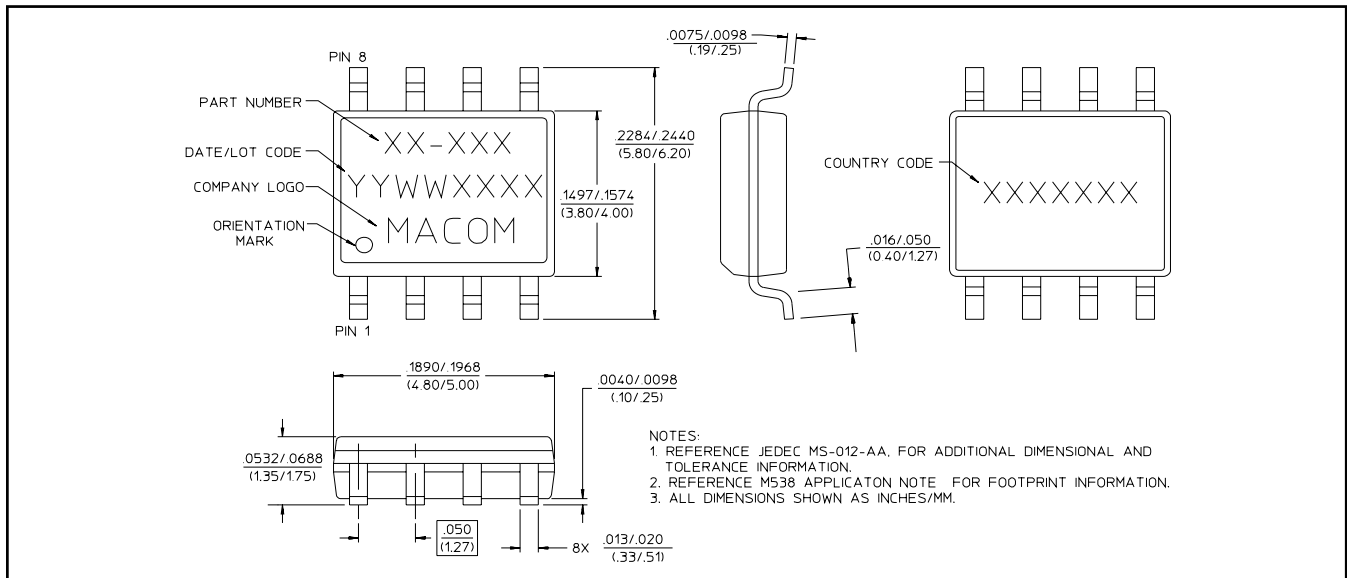 .0075/.0098
(.19/.25)
PIN 8
PART NUMBER
XX-XXX
DATE/LOT CODE
YYWWXXXX
COMPANY LOGO
MACOM
ORIENTATION
MARK
PIN 1
.2284/.2440
(5.80/6.20)
.1497/.1574
(3.80/4.00)
COUNTRY CODE
XXXXXXX
.016/.050
(0.40/1.27)
.1890/.1968
(4.80/5.00)
.0040/.0098
(.10/.25)
.0532/.0688
(1.35/1.75)
.050
(1.27)
8X .013/.020
(.33/.51)
NOTES:
1. REFERENCE JEDEC MS-012-AA, FOR ADDITIONAL DIMENSIONAL AND
TOLERANCE INFORMATION.
2. REFERENCE M538 APPLICATON NOTE FOR FOOTPRINT INFORMATION.
3. ALL DIMENSIONS SHOWN AS INCHES/MM.